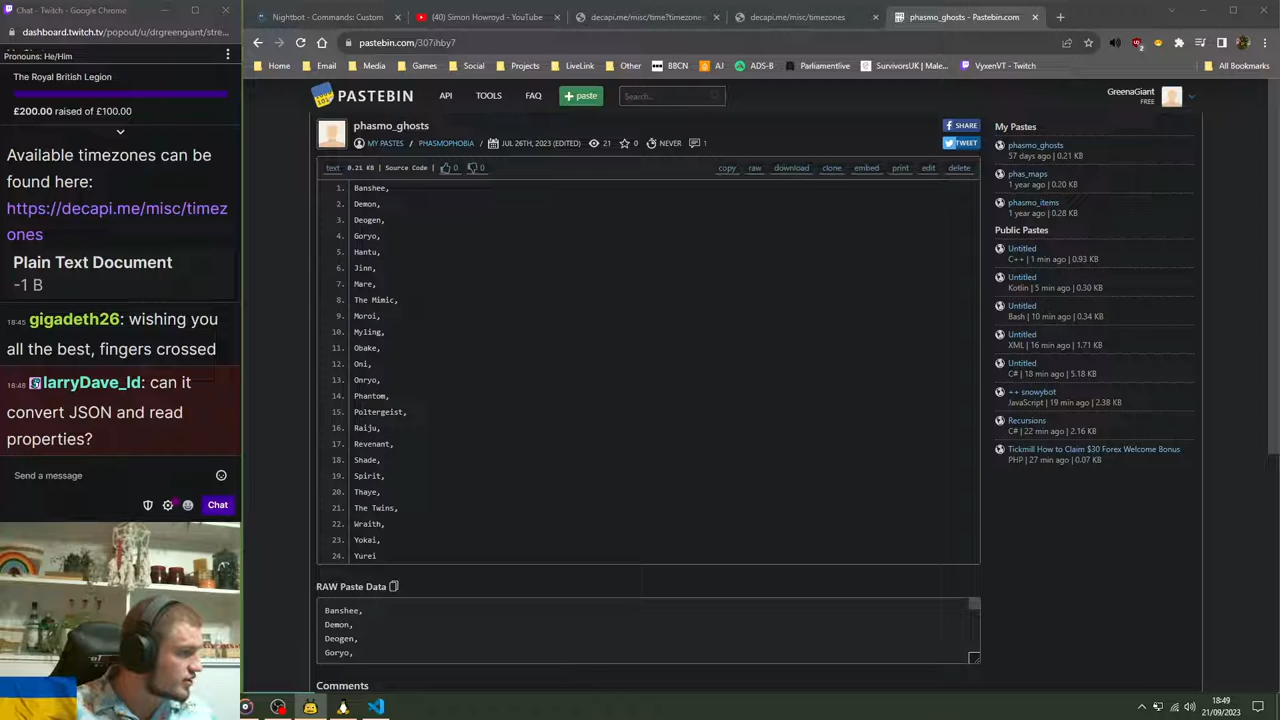 Chat - Twitch - Google Chrome
dashboard.twitch.tv/popout/u/drgreengiant/stre...
Pronouns: He/Him
The Royal British Legion
£200.00 raised of £100.00
Available timezones can be
found here:
https://decapi.me/misc/timez
ones
Plain Text Document
-1 B
18:45 gigadeth26: wishing you
all the best, fingers crossed
18:48 larryDave_ld: can it
convert JSON and read
properties?
Send a message
Chat
Nightbot - Commands: Custom
(40) Simon Howroyd - YouTube
decapi.me/misc/time?timezone=
decapi.me/misc/timezones
phasmo_ghosts - Pastebin.com
pastebin.com/307ihby7
Home
Email
Media
Games
Social
Projects
LiveLink
Other
BBCN
AJ
ADS-B
Parliamentlive
SurvivorsUK | Male...
VyxenVT - Twitch
All Bookmarks
PASTEBIN
API
TOOLS
FAQ
+ paste
Search...
GreenaGiant
FREE
phasmo_ghosts
MY PASTES
PHASMOPHOBIA
JUL 26TH, 2023 (EDITED)
21
0
NEVER
1
SHARE
TWEET
text
0.21 KB | Source Code |
0
0
copy
raw
download
clone
embed
print
edit
delete
1. Banshee,
2. Demon,
3. Deogen,
4. Goryo,
5. Hantu,
6. Jinn,
7. Mare,
8. The Mimic,
9. Moroi,
10. Myling,
11. Obake,
12. Oni,
13. Onryo,
14. Phantom,
15. Poltergeist,
16. Raiju,
17. Revenant,
18. Shade,
19. Spirit,
20. Thaye,
21. The Twins,
22. Wraith,
23. Yokai,
24. Yurei
RAW Paste Data
Banshee,
Demon,
Deogen,
Goryo,
Comments
My Pastes
phasmo_ghosts
57 days ago | 0.21 KB
phas_maps
1 year ago | 0.20 KB
phasmo_items
1 year ago | 0.28 KB
Public Pastes
Untitled
C++ | 1 min ago | 0.93 KB
Untitled
Kotlin | 5 min ago | 0.30 KB
Untitled
Bash | 10 min ago | 0.34 KB
Untitled
XML | 16 min ago | 1.71 KB
Untitled
C# | 18 min ago | 5.18 KB
++ snowybot
JavaScript | 19 min ago | 2.38 KB
Recursions
C# | 22 min ago | 2.16 KB
Tickmill How to Claim $30 Forex Welcome Bonus
PHP | 27 min ago | 0.07 KB
18:49
21/09/2023